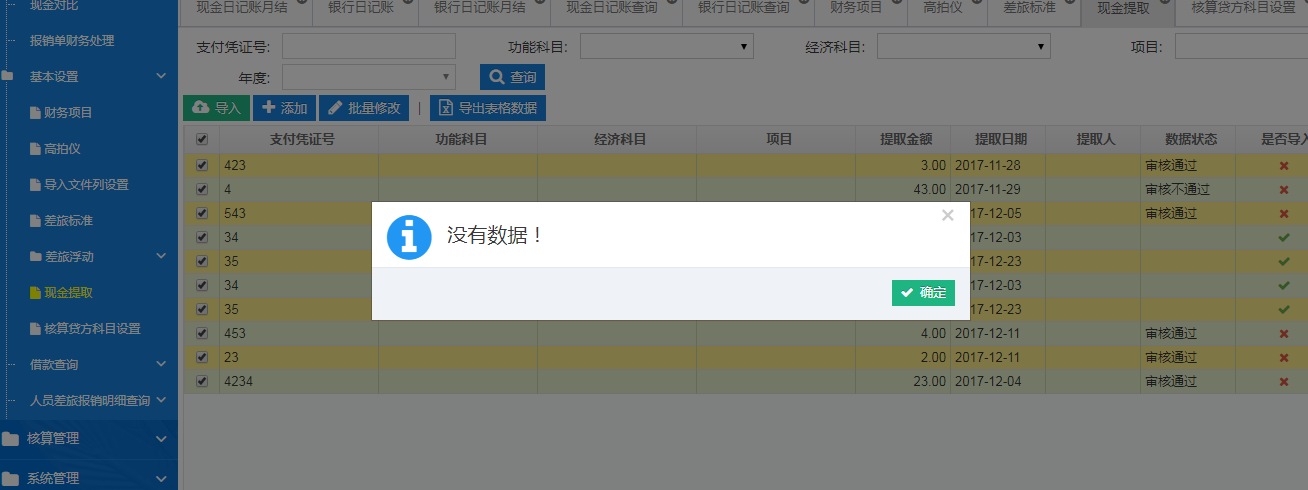 现金对比
报销单财务处理
基本设置
财务项目
高拍仪
导入文件列设置
差旅标准
差旅浮动
现金提取
核算贷方科目设置
借款查询
人员差旅报销明细查询
核算管理
系统管理
现金日记账月结 银行日记账 银行日记账月结 现金日记账查询 银行日记账查询 财务项目 高拍仪 差旅标准 现金提取 核算贷方科目设置
支付凭证号: 功能科目: 经济科目: 项目:
年度: 查询
导入 添加 批量修改 | 导出表格数据
支付凭证号 功能科目 经济科目 项目 提取金额 提取日期 提取人 数据状态 是否导入
423 3.00 2017-11-28 审核通过
4 43.00 2017-11-29 审核不通过
543 17-12-05 审核通过
34 17-12-03
35 17-12-23
34 17-12-03
35 17-12-23
453 4.00 2017-12-11 审核通过
23 2.00 2017-12-11 审核通过
4234 23.00 2017-12-04 审核通过
没有数据！
确定